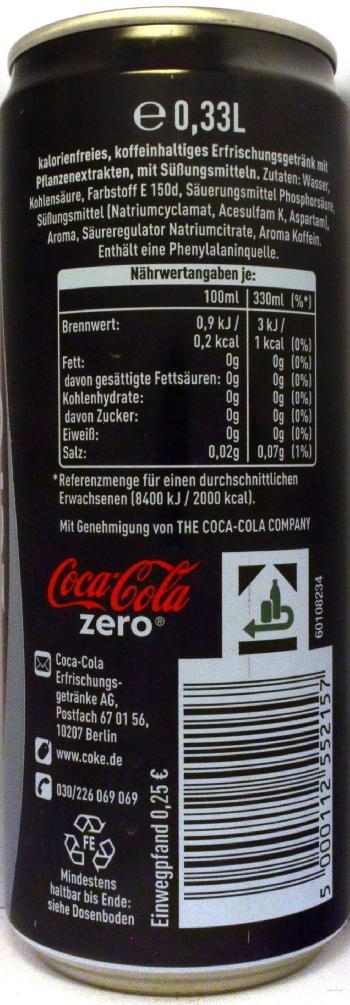 e 0,33L
kalorienfreies, koffeinhaltiges Erfrischungsgetränk mit
Pflanzenextrakten, mit Süßungsmitteln. Zutaten: Wasser,
Kohlensäure, Farbstoff E 150d, Säuerungsmittel Phosphorsäure,
Süßungsmittel (Natriumcyclamat, Acesulfam K, Aspartam),
Aroma, Säureregulator Natriumcitrate, Aroma Koffein.
Enthält eine Phenylalaninquelle.
Nährwertangaben je:
100ml 330ml (%*)
Brennwert: 0,9 kJ / 3 kJ /
0,2 kcal 1 kcal (0%)
Fett: 0g 0g (0%)
davon gesättigte Fettsäuren: 0g 0g (0%)
Kohlenhydrate: 0g 0g (0%)
davon Zucker: 0g 0g (0%)
Eiweiß: 0g 0g (0%)
Salz: 0,02g 0,07g (1%)
*Referenzmenge für einen durchschnittlichen
Erwachsenen (8400 kJ / 2000 kcal).
Mit Genehmigung von THE COCA-COLA COMPANY
Coca-Cola
zero®
60108234
Coca-Cola
Erfrischungs-
getränke AG,
Postfach 67 01 56,
10207 Berlin
www.coke.de
030/226 069 069
FE
Mindestens
haltbar bis Ende:
siehe Dosenboden
Einwegpfand 0,25 €
5 000112 552157